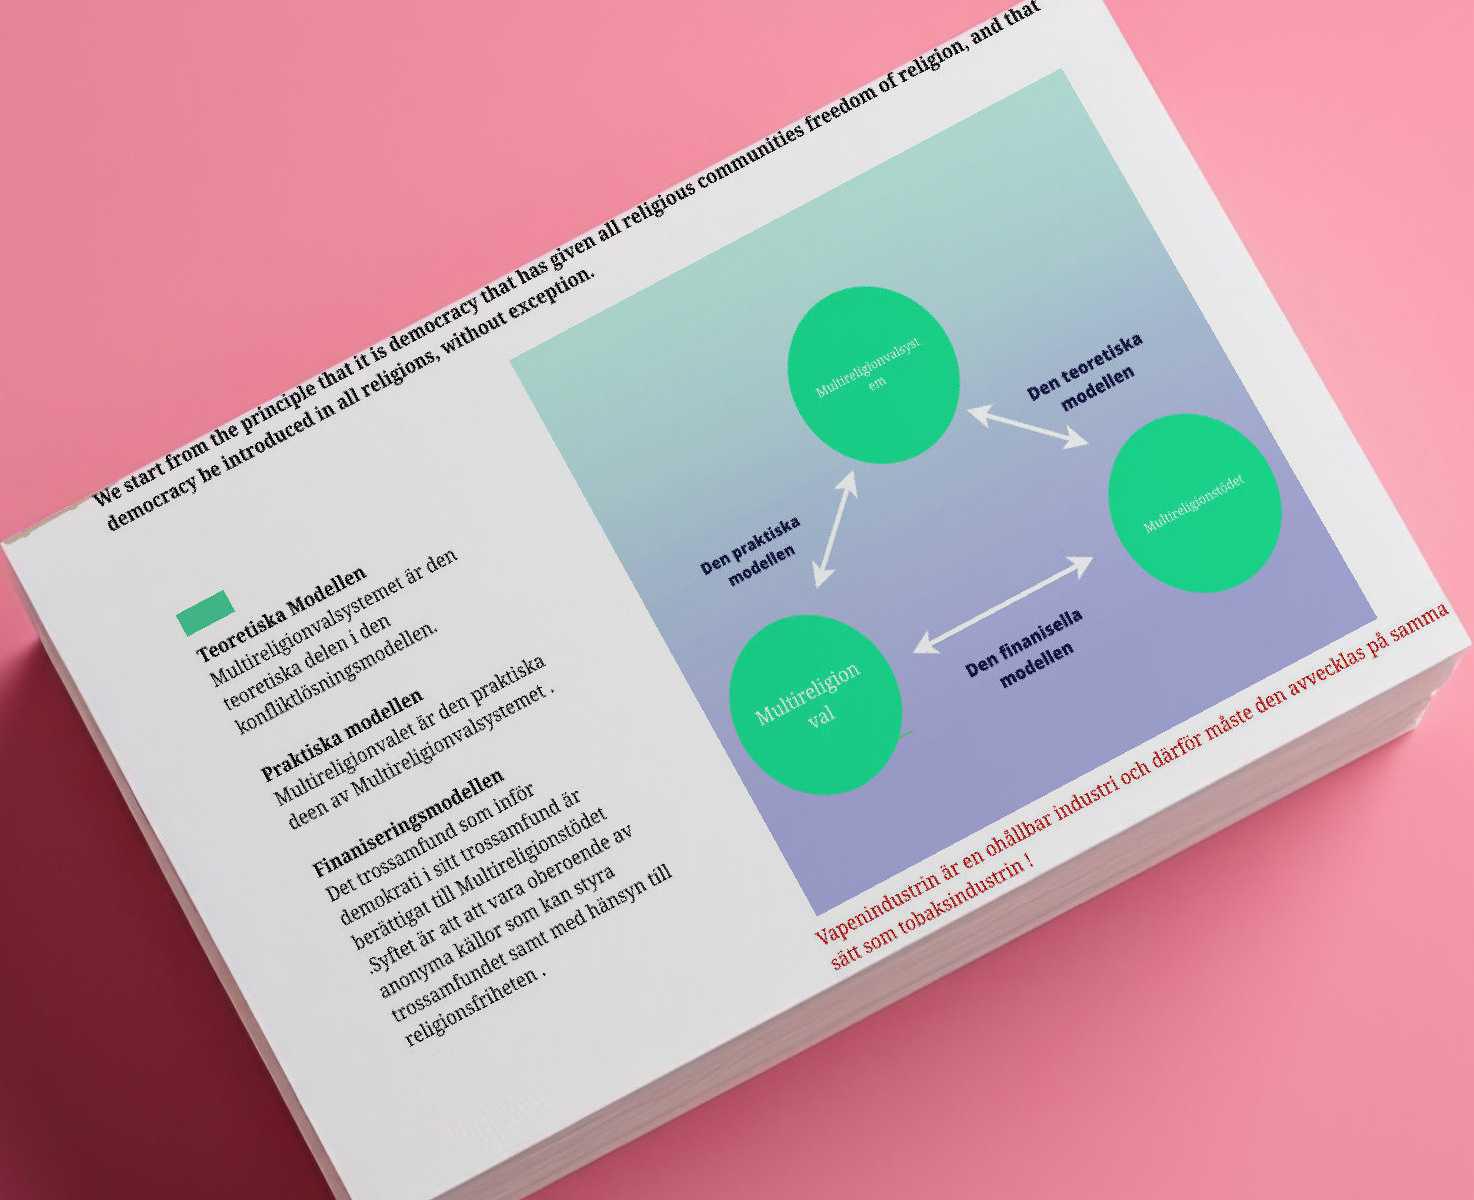 We start from the principle that it is democracy that has given all religious communities freedom of religion, and that
democracy be introduced in all religions, without exception.
Teoretiska Modellen
Multireligionvalsystemet är den
teoretiska delen i den
konfliktlösningsmodellen.
Praktiska modellen
Multireligionvalet är den praktiska
deen av Multireligionvalsystemet .
Finaniseringsmodellen
Det trossamfund som inför
demokrati i sitt trossamfund är
berättigat till Multireligionstödet
.Syftet är att att vara oberoende av
anonyma källor som kan styra
trossamfundet samt med hänsyn till
religionsfriheten .
Multireligionvalsyst
em
Den teoretiska
modellen
Multireligionstödet
Den praktiska
modellen
Den finanisella
modellen
Multireligion
val
Vapenindustrin är en ohållbar industri och därför måste den avvecklas på samma
sätt som tobaksindustrin !